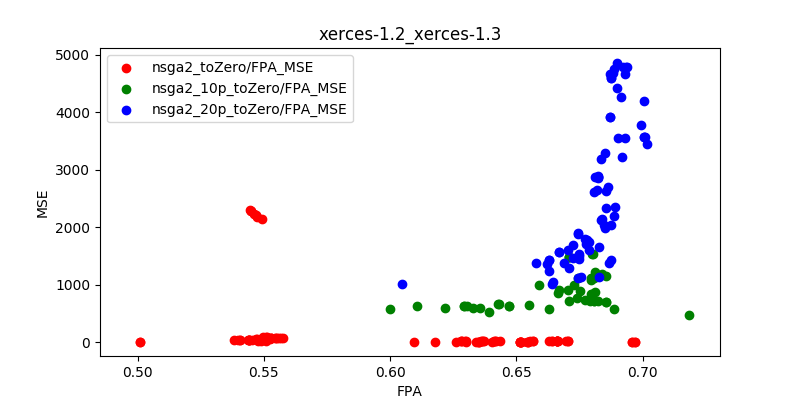 xerces-1.2_xerces-1.3
nsga2_toZero/FPA_MSE
nsga2_10p_toZero/FPA_MSE
nsga2_20p_toZero/FPA_MSE
MSE
5000
4000
3000
2000
1000
0
0.50 0.55 0.60 0.65 0.70
FPA